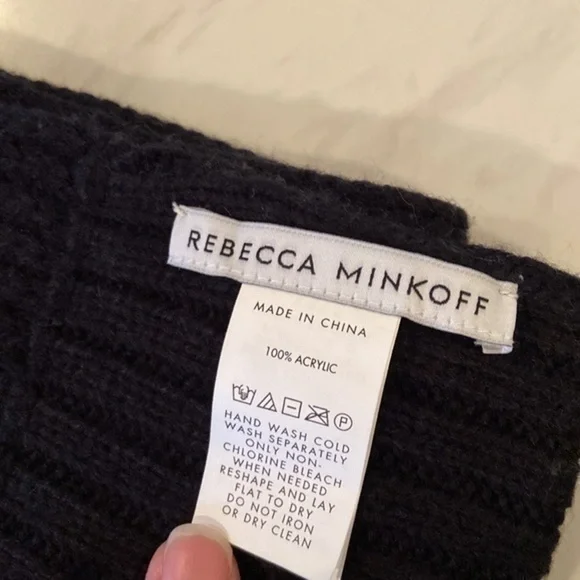 REBECCA MINKOFF
MADE IN CHINA
100% ACRYLIC
HAND WASH COLD
WASH SEPARATELY
ONLY NON-
CHLORINE BLEACH
WHEN NEEDED
RESHAPE AND LAY
FLAT TO DRY
DO NOT IRON
OR DRY CLEAN